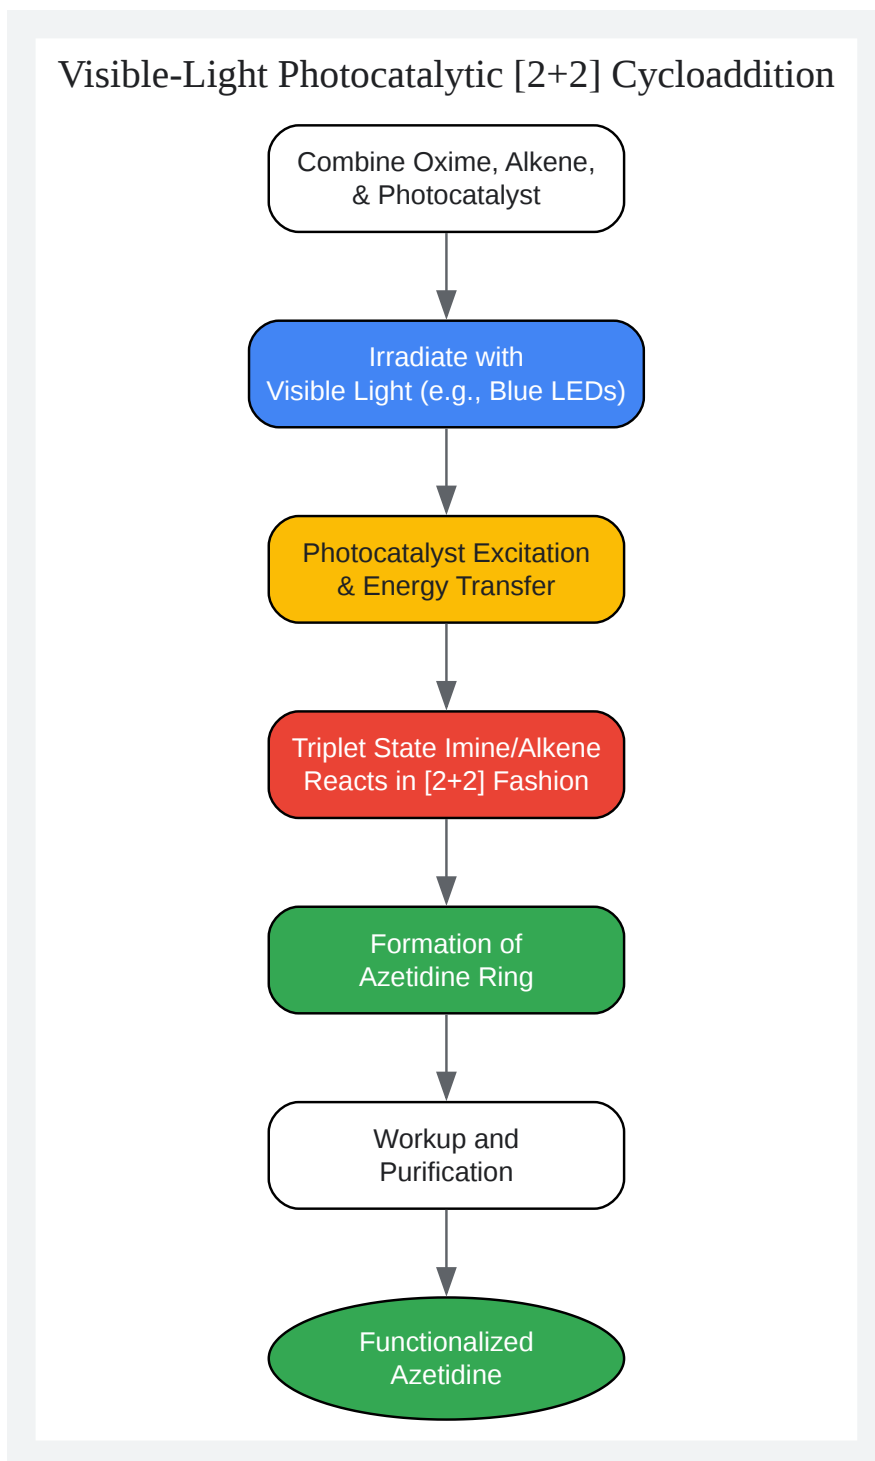 Visible-Light Photocatalytic [2+2] Cycloaddition
Combine Oxime, Alkene,
& Photocatalyst
Irradiate with
Visible Light (e.g., Blue LEDs)
Photocatalyst Excitation
& Energy Transfer
Triplet State Imine/Alkene
Reacts in [2+2] Fashion
Formation of
Azetidine Ring
Workup and
Purification
Functionalized
Azetidine